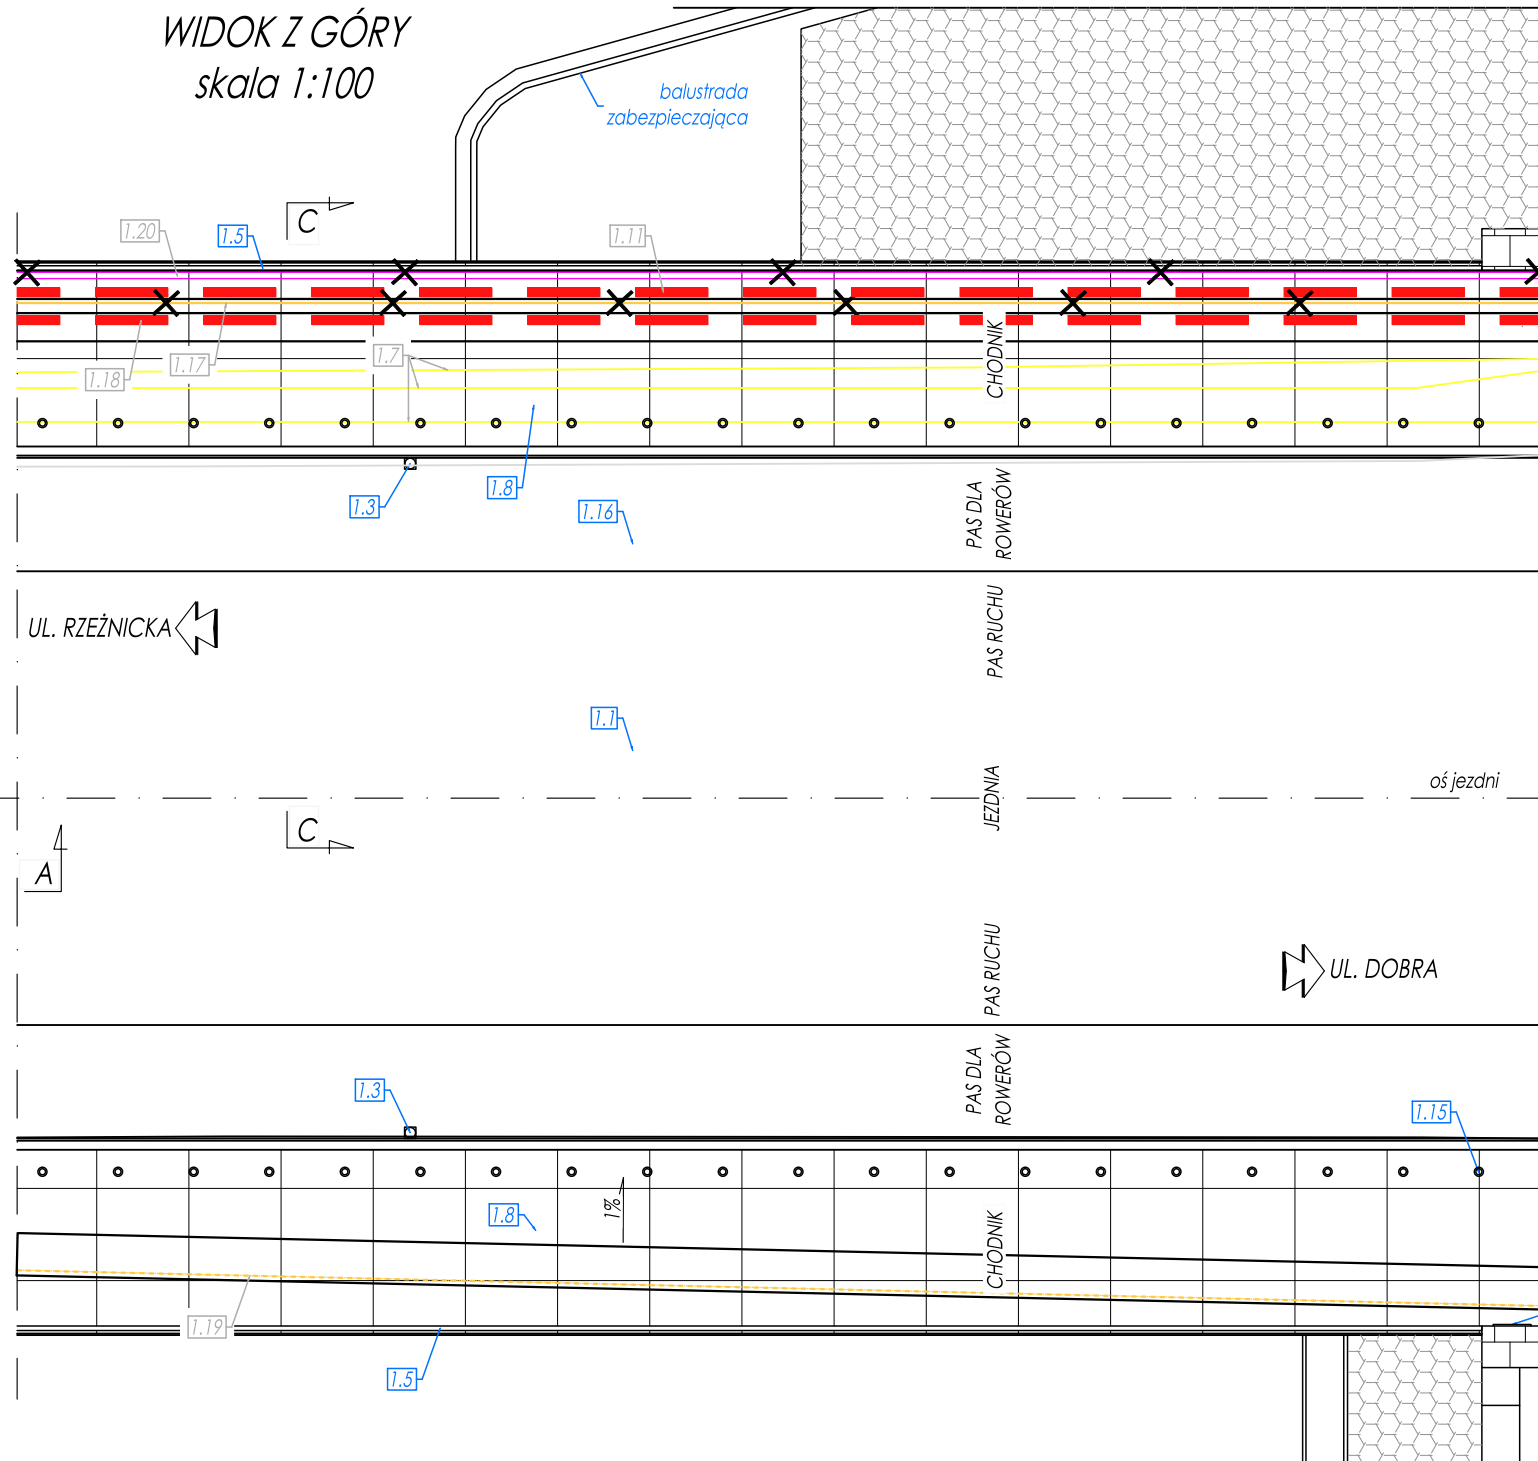 WIDOK Z GÓRY
skala 1:100
balustrada
zabezpieczająca
C
1.20
1.5
1.11
1.18
1.17
1.7
CHODNIK
1.3
1.8
1.16
PAS DLA
ROWERÓW
UL. RZEŻNICKA
PAS RUCHU
1.1
JEZDNIA
oś jezdni
C
A
PAS RUCHU
UL. DOBRA
PAS DLA
ROWERÓW
1.3
1.15
1.8
1%
CHODNIK
1.19
1.5